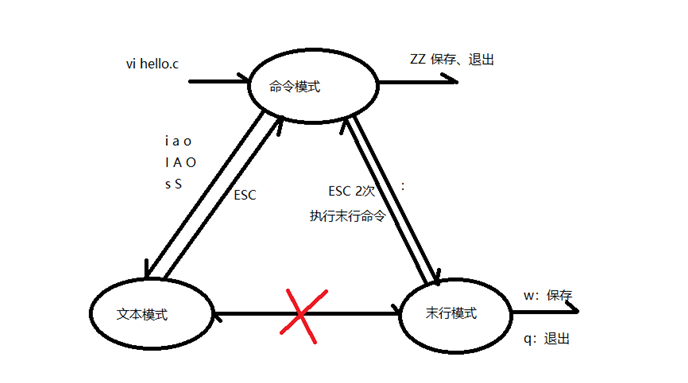 vi hello.c
命令模式
ZZ 保存、退出
i a o
I A O
s S
ESC
ESC 2次
:
执行末行命令
文本模式
末行模式
w：保存
q：退出